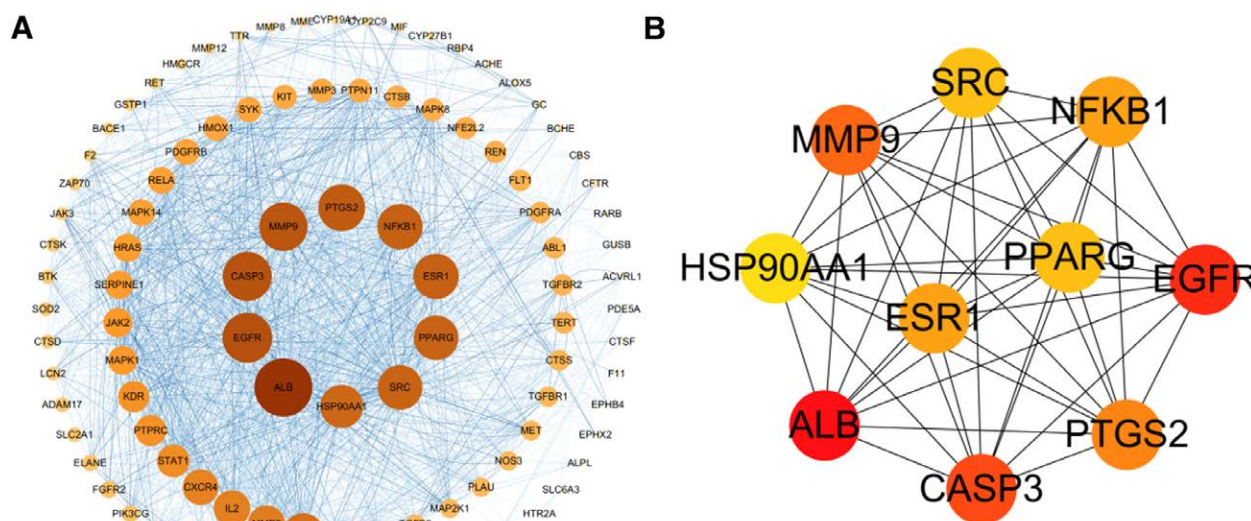 A
MMP8
MME
CYP19A1
CYP2C9
MIF
CYP27B1
RBP4
ACHE
ALOX5
GC
BCHE
CBS
CFTR
RARB
GUSB
ACVRL1
PDE5A
CTSF
F11
EPHB4
EPHX2
ALPL
SLC6A3
HTR2A
TTR
MMP12
HMGCR
RET
GSTP1
BACE1
F2
ZAP70
JAK3
CTSK
BTK
SOD2
CTSD
LCN2
ADAM17
SLC2A1
ELANE
FGFR2
PIK3CG
KIT
MMP3
PTPN11
CTSB
MAPK8
NFE2L2
REN
FLT1
PDGFRA
ABL1
TGFBR2
TERT
CTSS
TGFBR1
MET
NOS3
PLAU
MAP2K1
SYK
HMOX1
PDGFRB
RELA
MAPK14
HRAS
SERPINE1
JAK2
MAPK1
KDR
PTPRC
STAT1
CXCR4
IL2
PTGS2
NFKB1
ESR1
PPARG
SRC
HSP90AA1
ALB
EGFR
CASP3
MMP9
B
SRC
NFKB1
MMP9
PPARG
HSP90AA1
EGFR
ESR1
ALB
PTGS2
CASP3